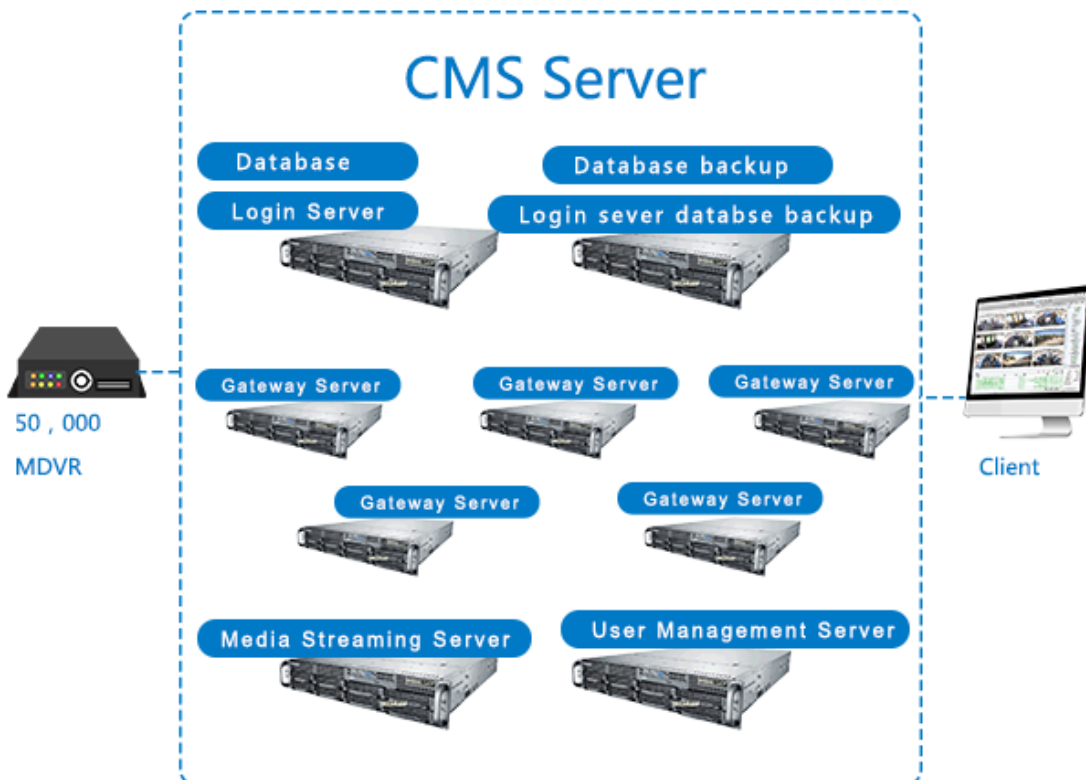 CMS Server
Database
Database backup
Login Server
Login sever databse backup
Gateway Server
Gateway Server
Gateway Server
50 , 000
MDVR
Client
Gateway Server
Gateway Server
Media Streaming Server
User Management Server